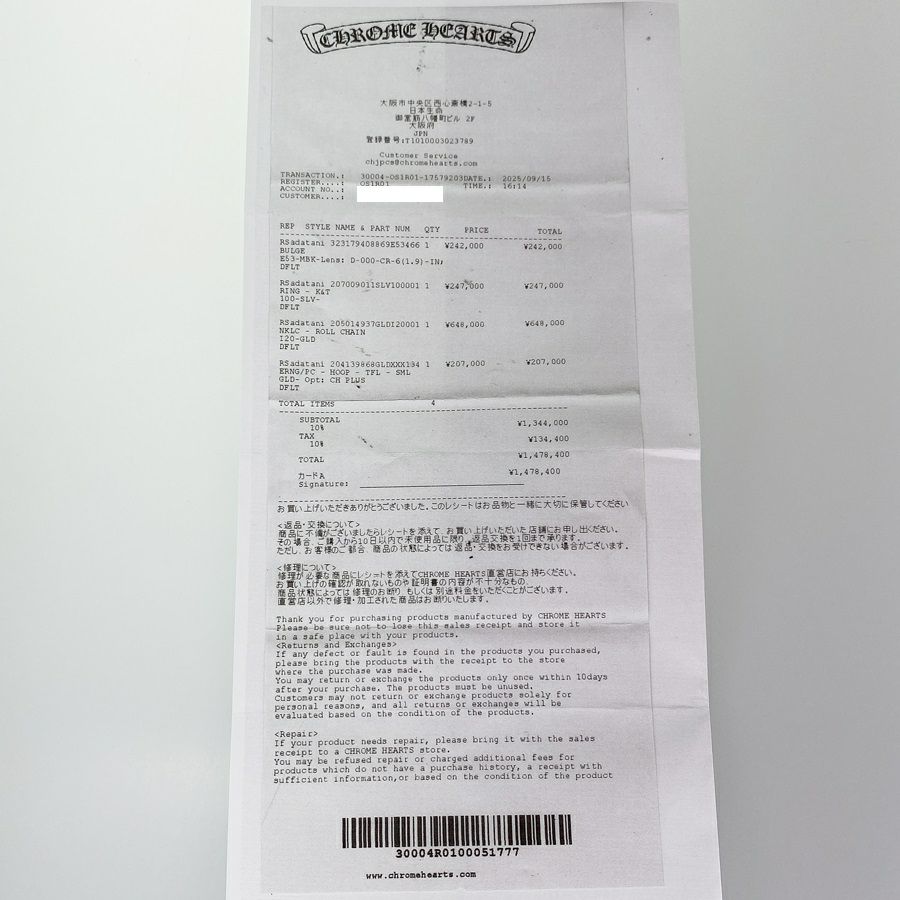 CHROME HEARTS
大阪市中央区西心斎橋2-1-5
日本生命
御堂筋八幡町ビル 2F
大阪府
JPN
登録番号:T1010003023789
Customer Service
chjpcs@chromehearts.com
TRANSACTION.: 30004-OS1R01-17579203DATE.: 2025/09/15
REGISTER....: OS1R01 TIME.: 16:14
ACCOUNT NO..:
CUSTOMER....:
REP STYLE NAME & PART NUM QTY PRICE TOTAL
RSadatani 323179408869E53466 1 ¥242,000 ¥242,000
BULGE
E53-MBK-Lens: D-000-CR-6(1.9)-IN;
DFLT
RSadatani 207009011SLV100001 1 ¥247,000 ¥247,000
RING - K&T
100-SLV-
DFLT
RSadatani 205014937GLDI20001 1 ¥648,000 ¥648,000
NKLC - ROLL CHAIN
I20-GLD
DFLT
RSadatani 204139868GLDXXX184 1 ¥207,000 ¥207,000
ERNG/PC - HOOP - TFL - SML
GLD- Opt: CH PLUS
DFLT
TOTAL ITEMS 4
SUBTOTAL ¥1,344,000
10%
TAX ¥134,400
10%
TOTAL ¥1,478,400
カードA ¥1,478,400
Signature:
お買い上げいただきありがとうございました。このレシートはお品物と一緒に大切に保管してください
<返品・交換について>
商品に不備がございましたらレシートを添えて、お買い上げいただいた店舗にお申し出ください。
その場合、ご購入から10日以内で未使用品に限り、返品交換を1回まで承ります。
ただし、お客様のご都合、商品の状態によっては返品・交換をお受けできない場合がございます。
<修理について>
修理が必要な商品にレシートを添えてCHROME HEARTS直営店にお持ちください。
お買い上げの確認が取れないものや証明書の内容が不十分なもの、
商品状態によっては修理のお断り、もしくは別途料金をいただくことがございます。
直営店以外で修理・加工された商品はお断りいたします。
Thank you for purchasing products manufactured by CHROME HEARTS
Please be sure not to lose this sales receipt and store it
in a safe place with your products.
<Returns and Exchanges>
If any defect or fault is found in the products you purchased,
please bring the products with the receipt to the store
where the purchase was made.
You may return or exchange the products only once within 10days
after your purchase. The products must be unused.
Customers may not return or exchange products solely for
personal reasons, and all returns or exchanges will be
evaluated based on the condition of the products.
<Repair>
If your product needs repair, please bring it with the sales
receipt to a CHROME HEARTS store.
You may be refused repair or charged additional fees for
products which do not have a purchase history, a receipt with
sufficient information,or based on the condition of the product
30004R0100051777
www.chromehearts.com